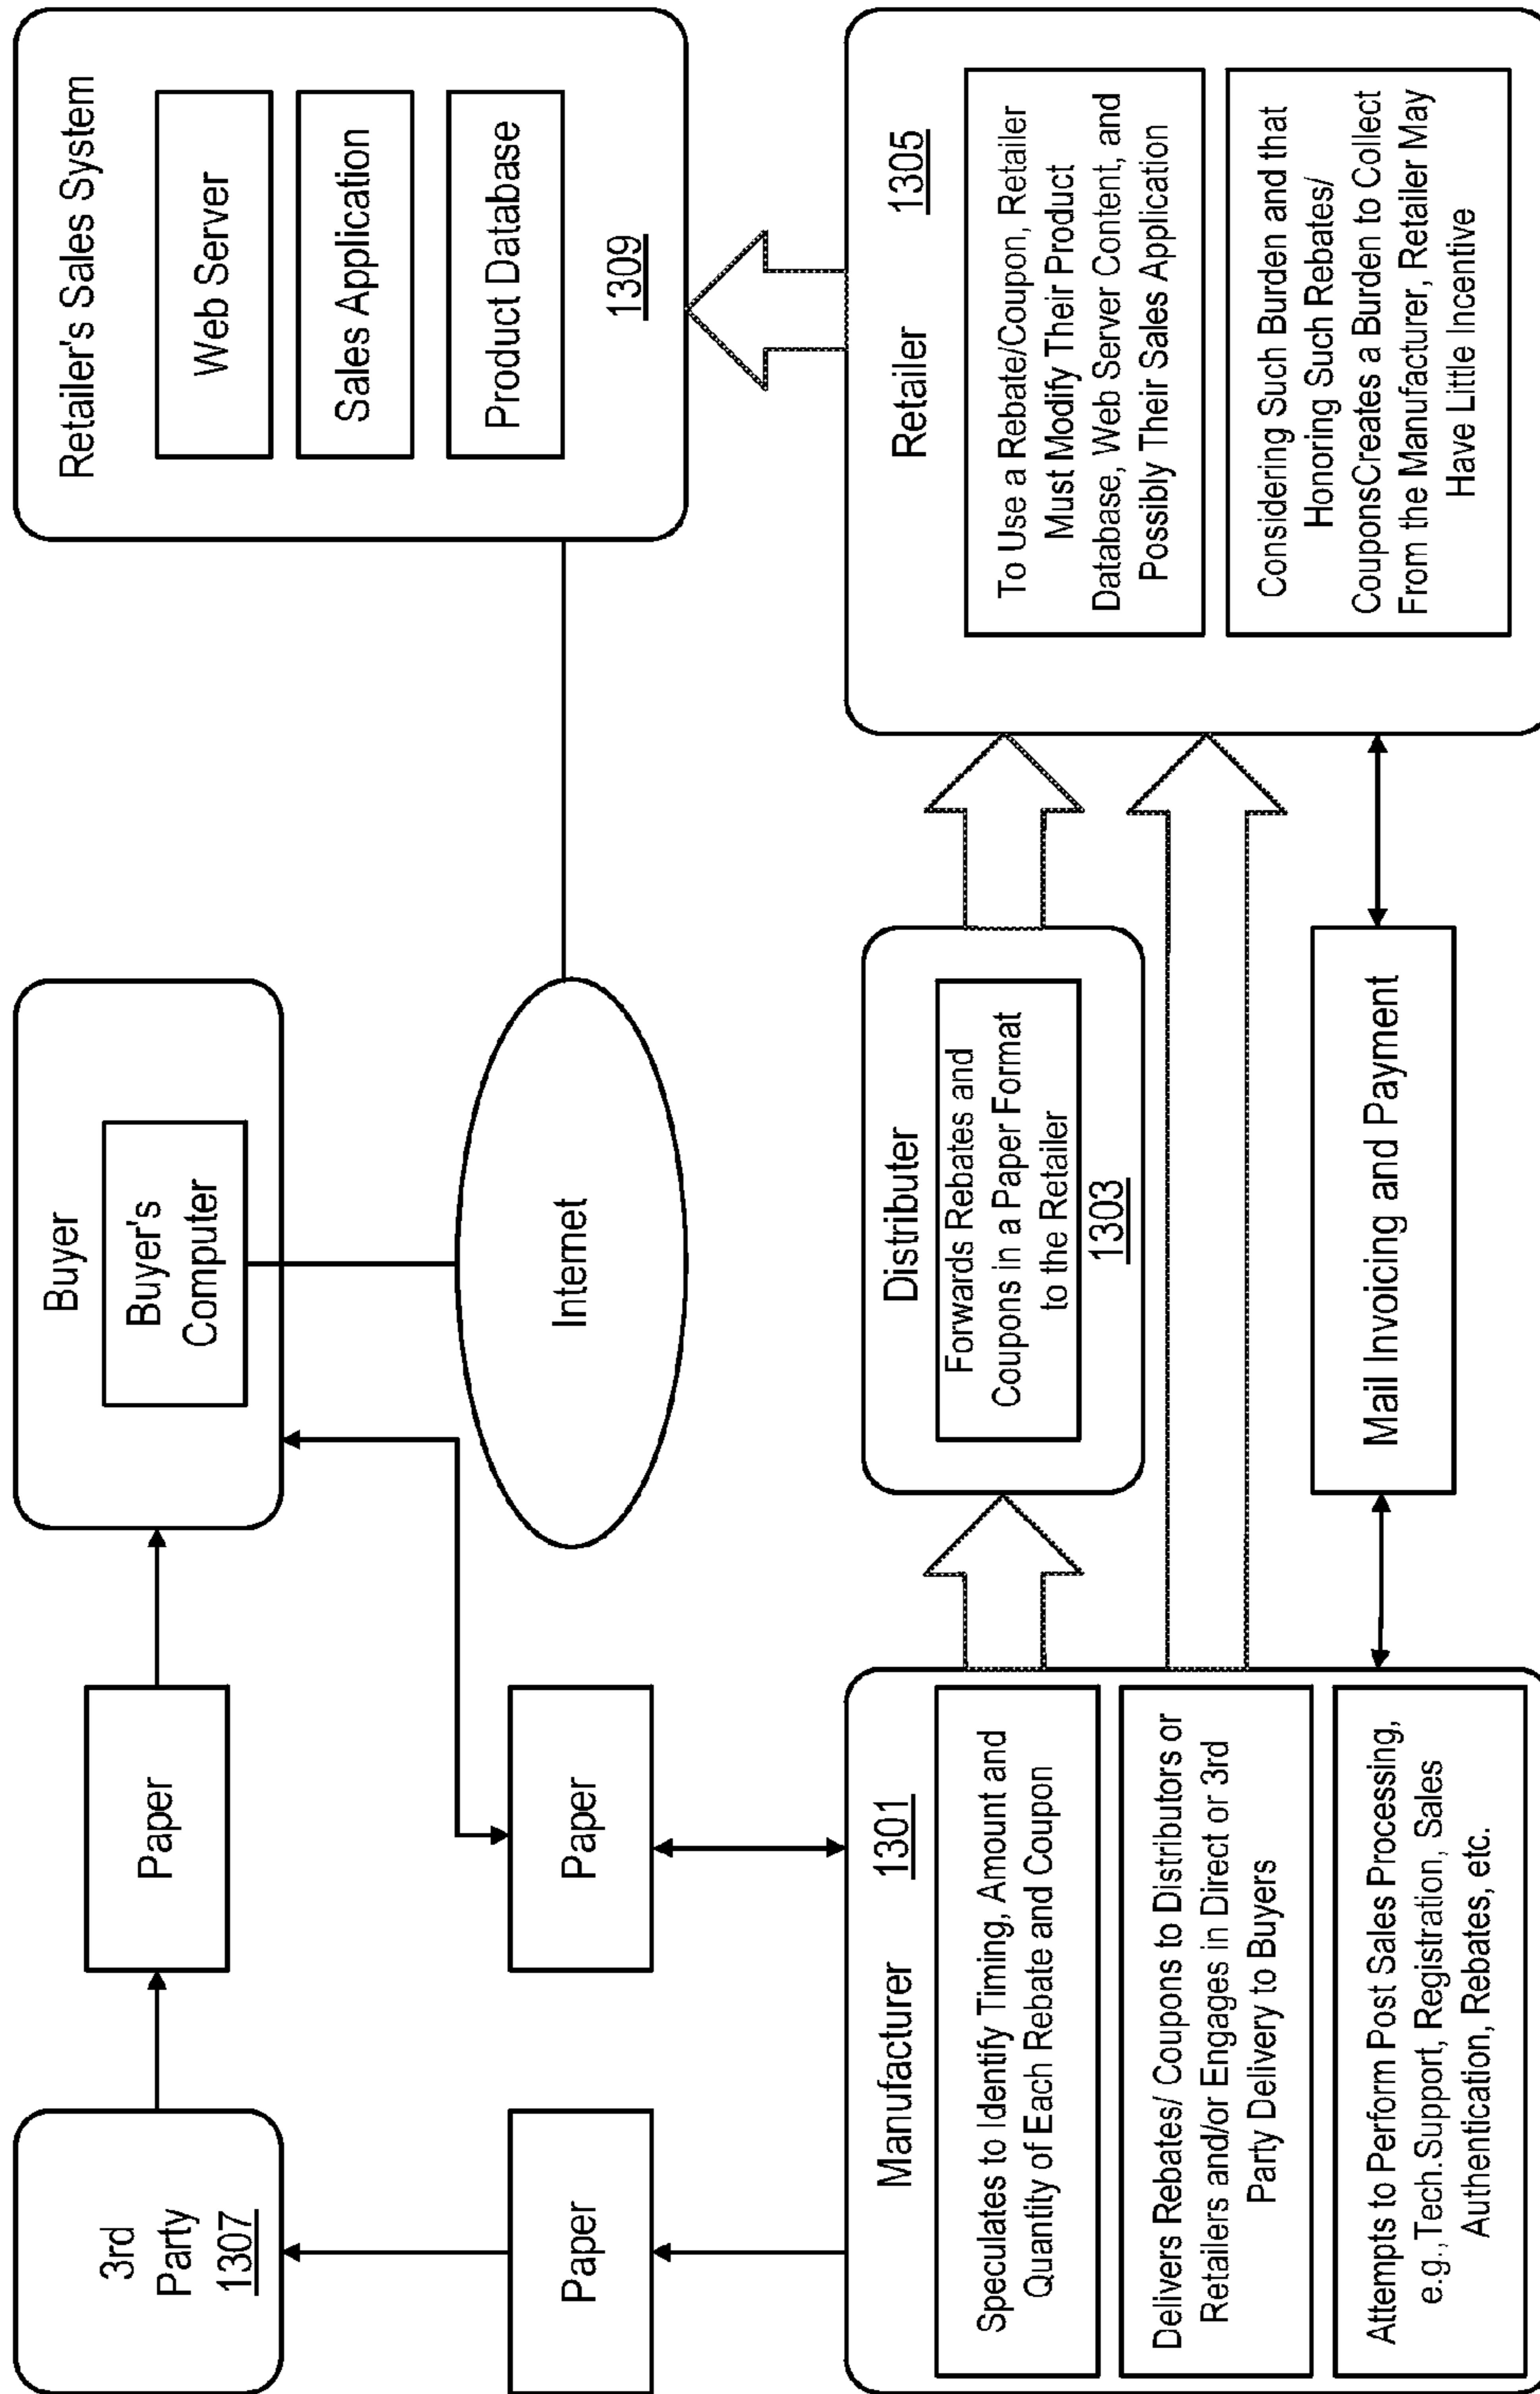 3rd
Party
1307
Paper
Buyer
Buyer's
Computer
Retailer's Sales System
Web Server
Sales Application
Product Database
1309
Paper
Paper
Internet
Manufacturer
1301
Speculates to Identify Timing, Amount and
Quantity of Each Rebate and Coupon
Delivers Rebates/ Coupons to Distributors or
Retailers and/or Engages in Direct or 3rd
Party Delivery to Buyers
Attempts to Perform Post Sales Processing,
e.g.,Tech.Support, Registration, Sales
Authentication, Rebates, etc.
Distributer
Forwards Rebates and
Coupons in a Paper Format
to the Retailer
1303
Mail Invoicing and Payment
Retailer
1305
To Use a Rebate/Coupon, Retailer
Must Modify Their Product
Database, Web Server Content, and
Possibly Their Sales Application
Considering Such Burden and that
Honoring Such Rebates/
CouponsCreates a Burden to Collect
From the Manufacturer, Retailer May
Have Little Incentive